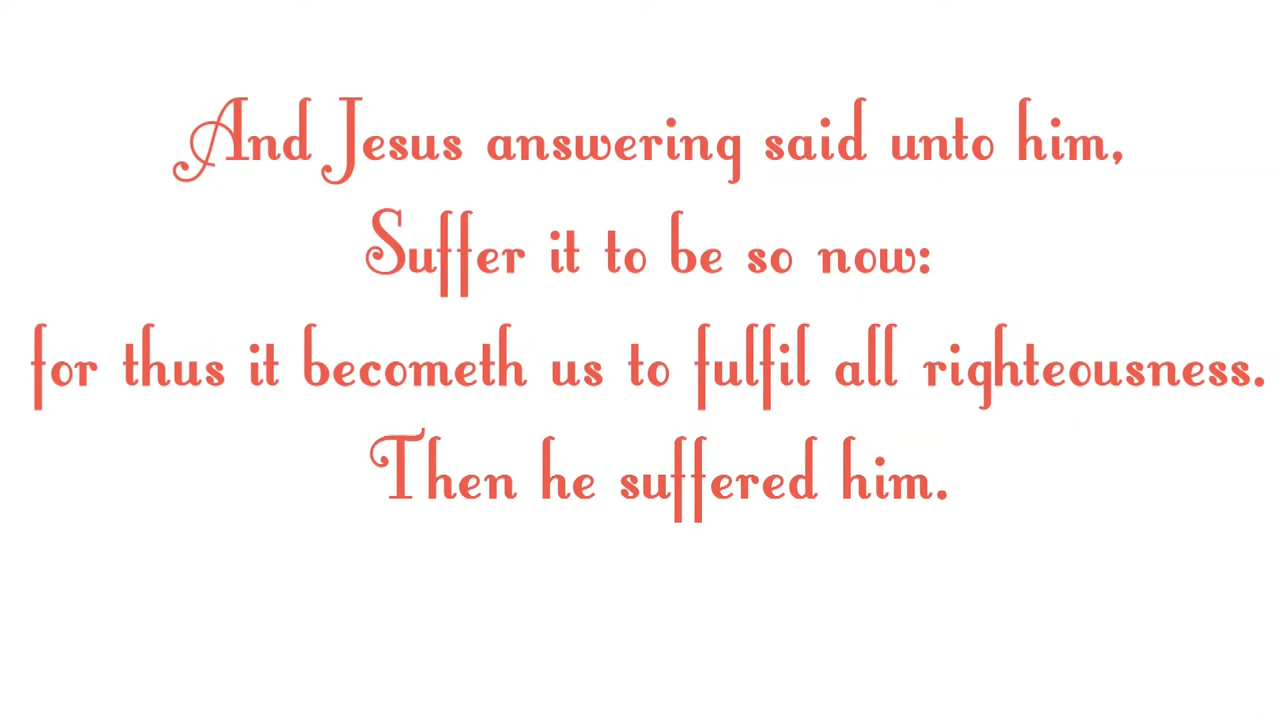 And Jesus answering said unto him,
Suffer it to be so now:
for thus it becometh us to fulfil all righteousness.
Then he suffered him.